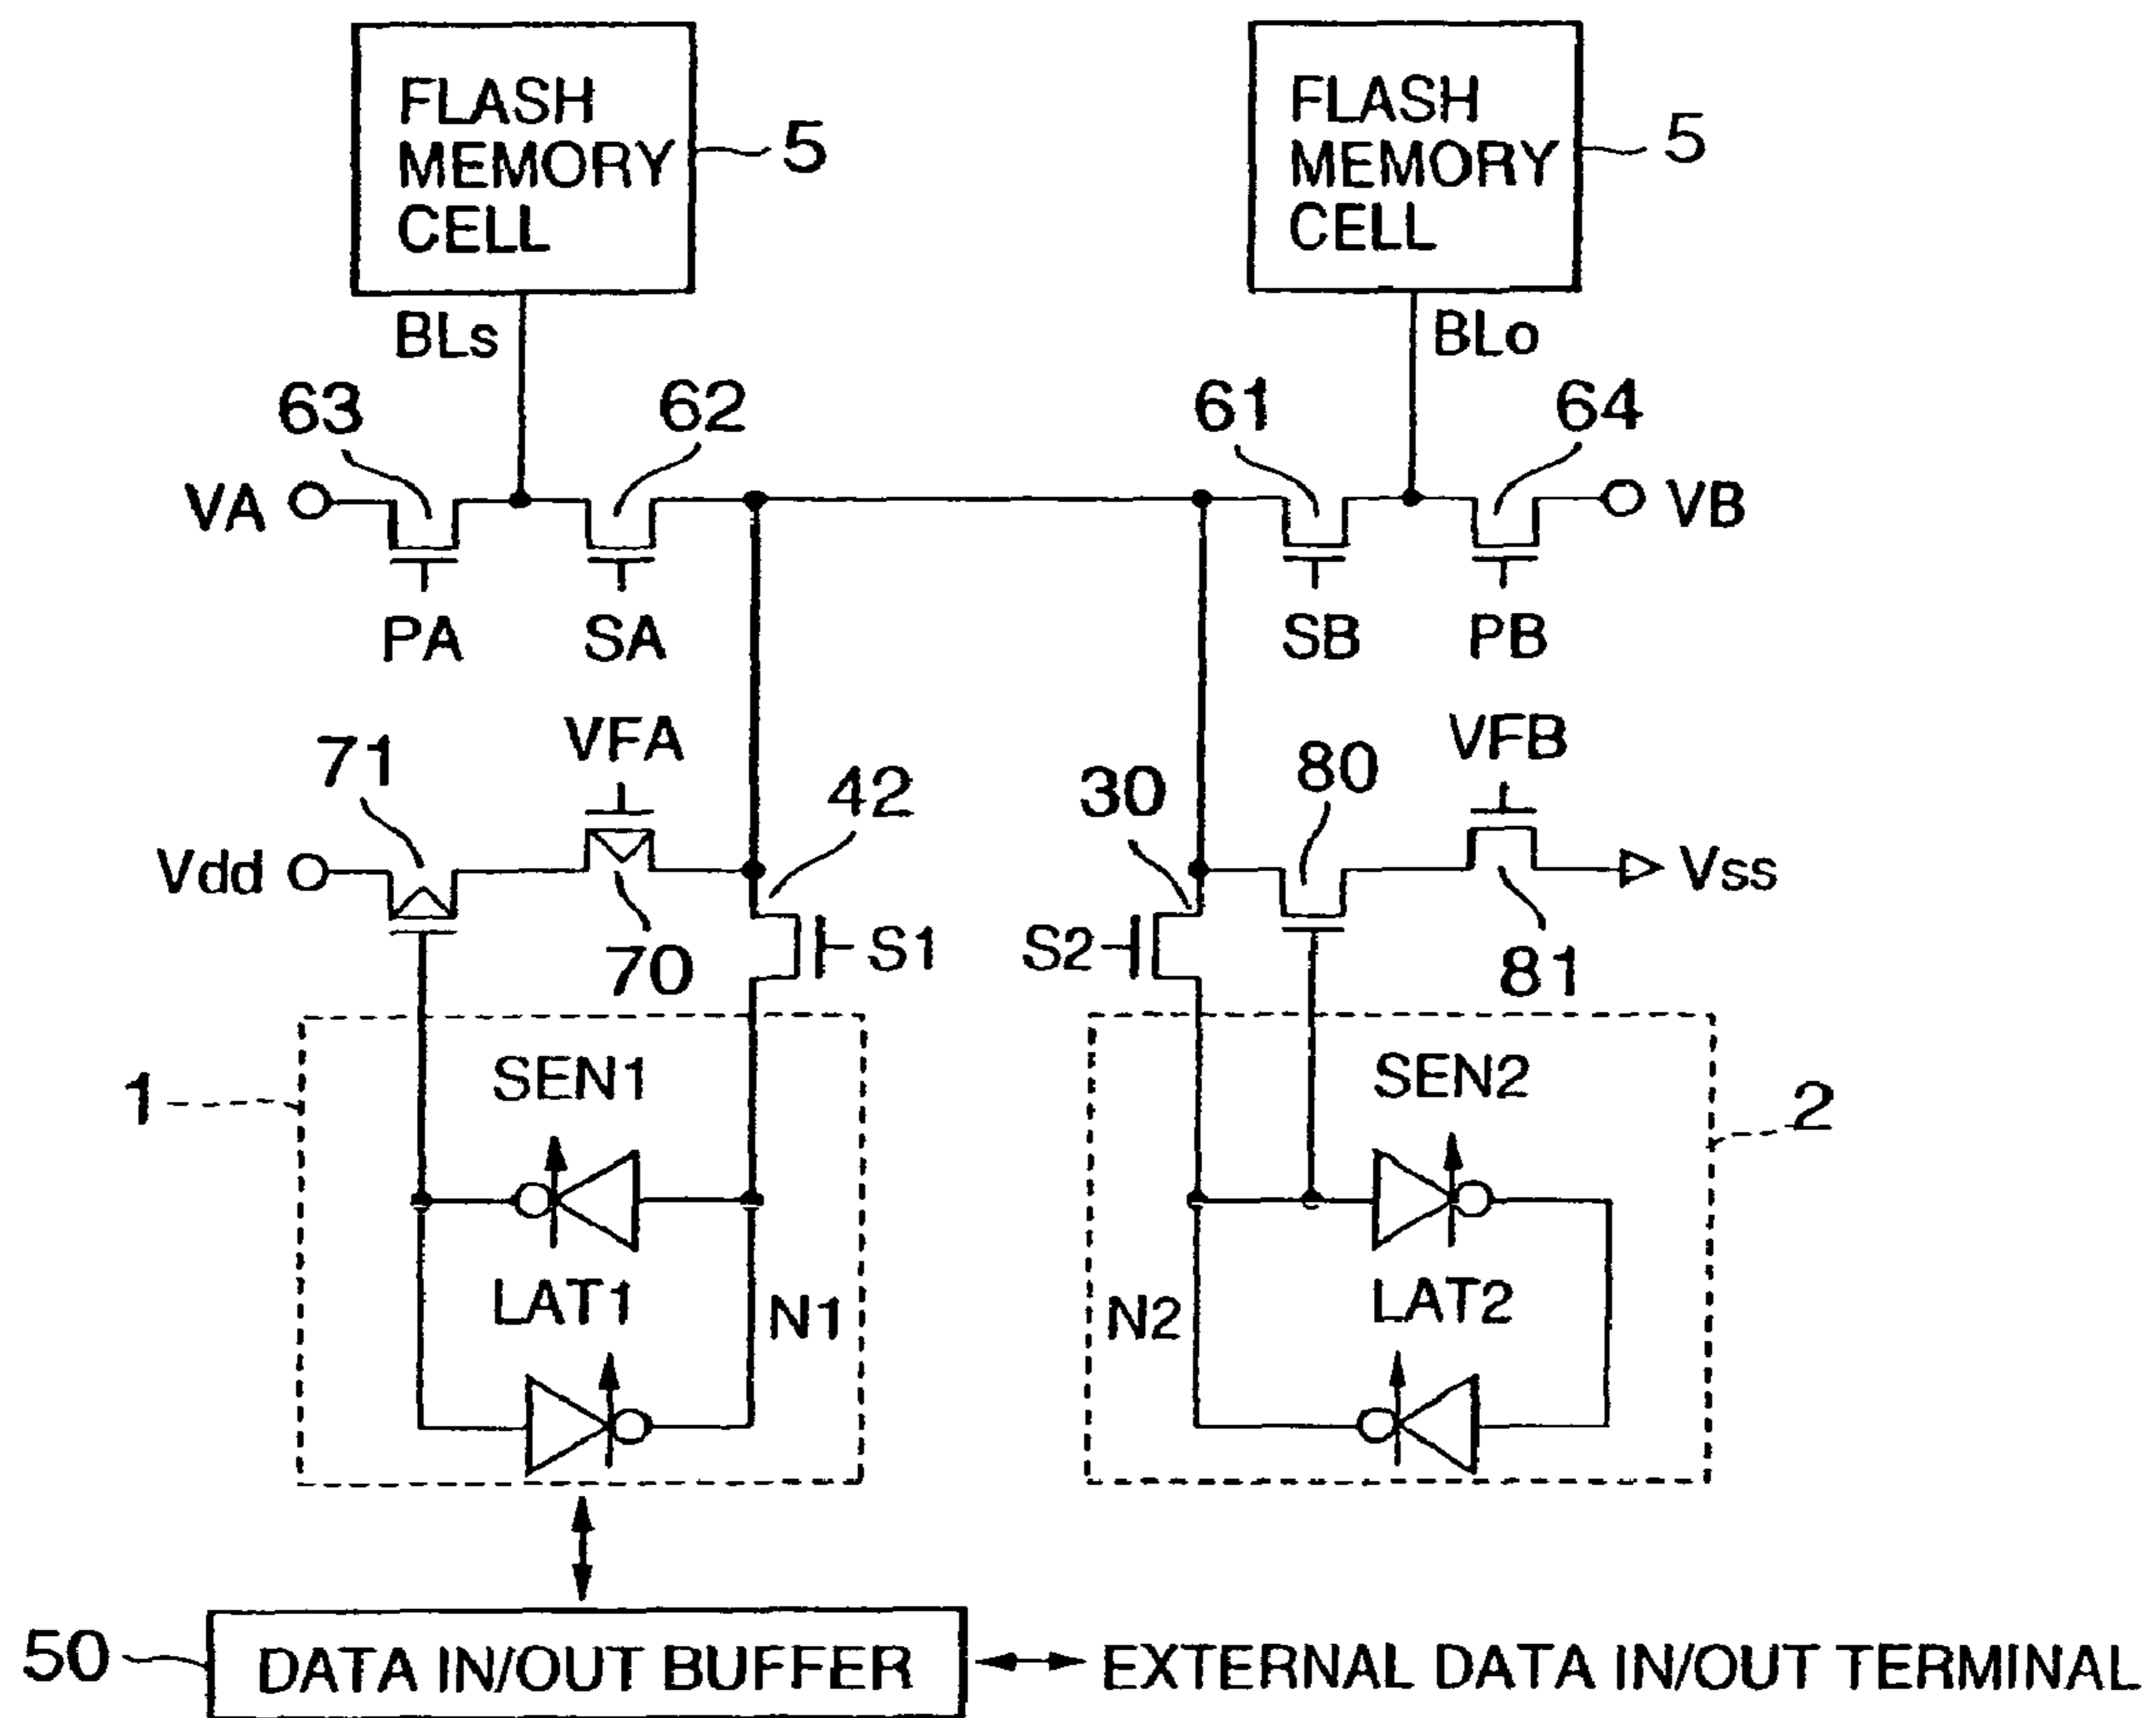 FLASH
MEMORY
CELL
5
FLASH
MEMORY
CELL
5
BLs
BLo
63
62
61
64
VA
VB
PA
SA
SB
PB
VFA
VFB
71
42
30
80
Vdd
Vss
70
S1
S2
81
SEN1
SEN2
1
2
LAT1
N1
N2
LAT2
50
DATA IN/OUT BUFFER
EXTERNAL DATA IN/OUT TERMINAL